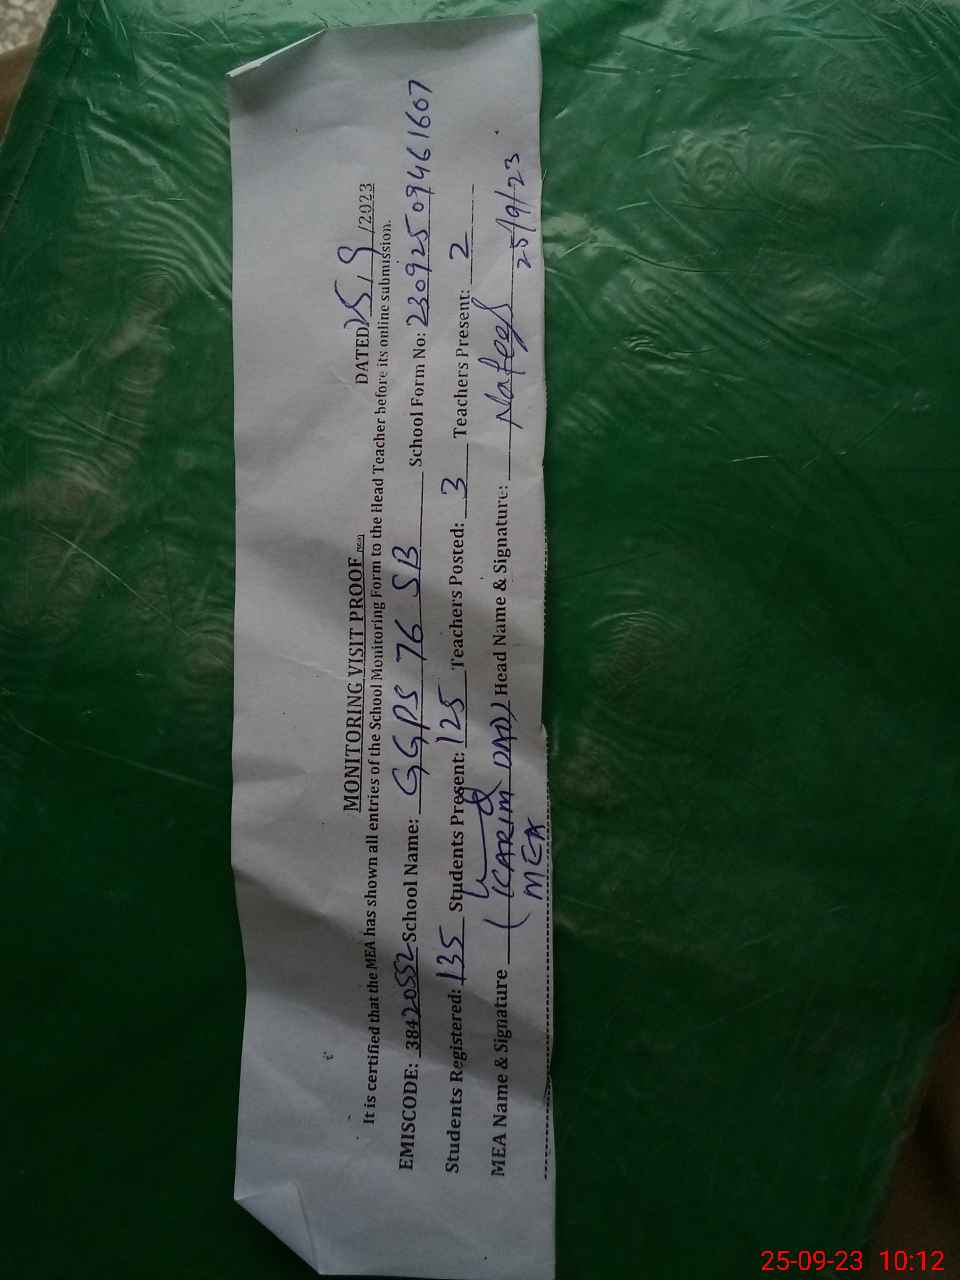 MONITORING VISIT PROOF
DATED 25/9/2023
It is certified that the MEA has shown all entries of the School Monitoring Form to the Head Teacher before its online submission.
EMISCODE: 38420552 School Name: GGPS 76 SB School Form No: 23092509461607
Students Registered: 135 Students Present: 125 Teachers Posted: 3 Teachers Present: 2
MEA Name & Signature (KARIM DAD) Head Name & Signature: Nafees 25/9/23
MEA
25-09-23 10:12